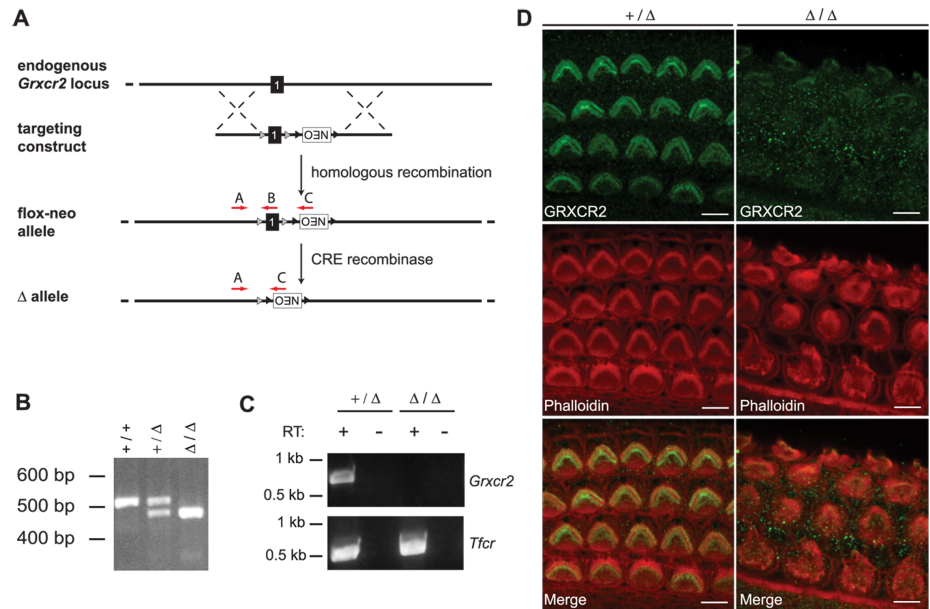 A
endogenous
Grxcr2 locus
1
targeting
construct
1
NEO
homologous recombination
A
B
C
flox-neo
allele
1
NEO
CRE recombinase
A
C
Δ allele
NEO
B
+/+
+/Δ
Δ/Δ
600 bp
500 bp
400 bp
C
+/Δ
Δ/Δ
RT:
+
-
+
-
1 kb
0.5 kb
Grxcr2
1 kb
0.5 kb
Tfcr
D
+/Δ
Δ/Δ
GRXCR2
GRXCR2
Phalloidin
Phalloidin
Merge
Merge